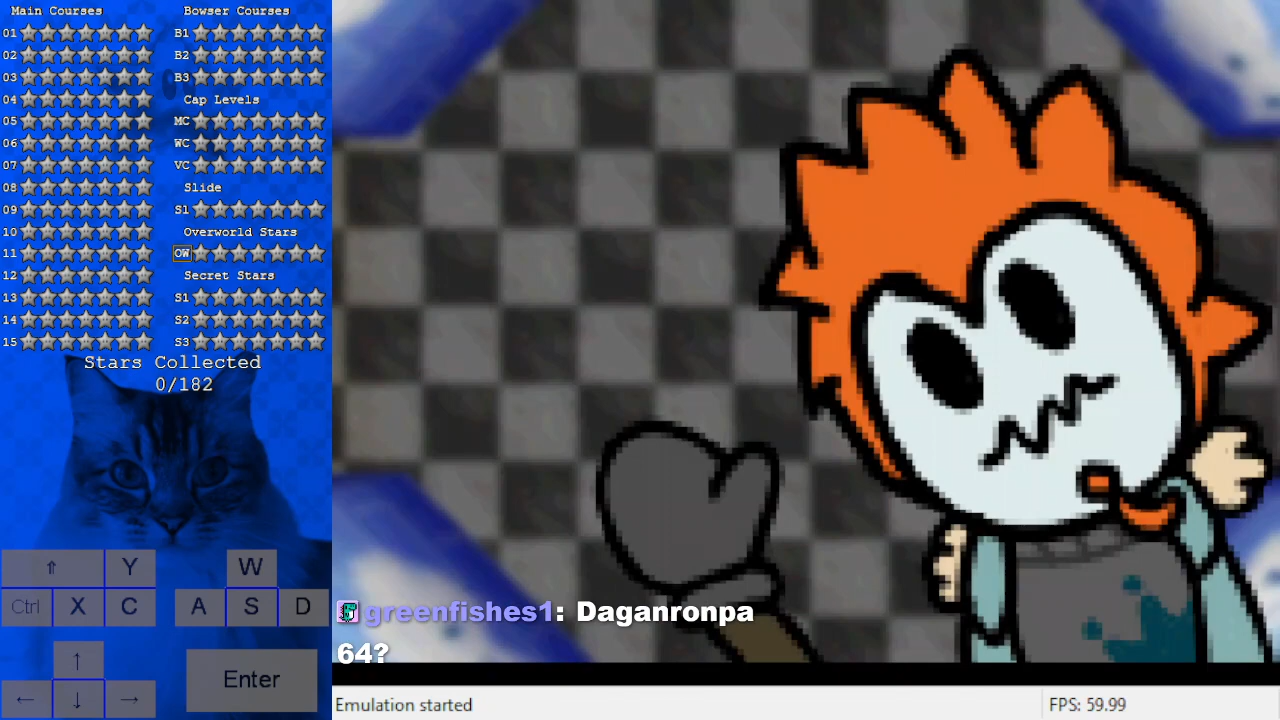 Main Courses
Bowser Courses
01
B1
02
B2
03
B3
04
Cap Levels
05
MC
06
WC
07
VC
08
Slide
09
S1
10
Overworld Stars
11
OW
12
Secret Stars
13
S1
14
S2
15
S3
Stars Collected
0/182
↑ Y W
Ctrl X C A S D
↑
← ↓ → Enter
greenfishes1: Daganronpa
64?
Emulation started
FPS: 59.99